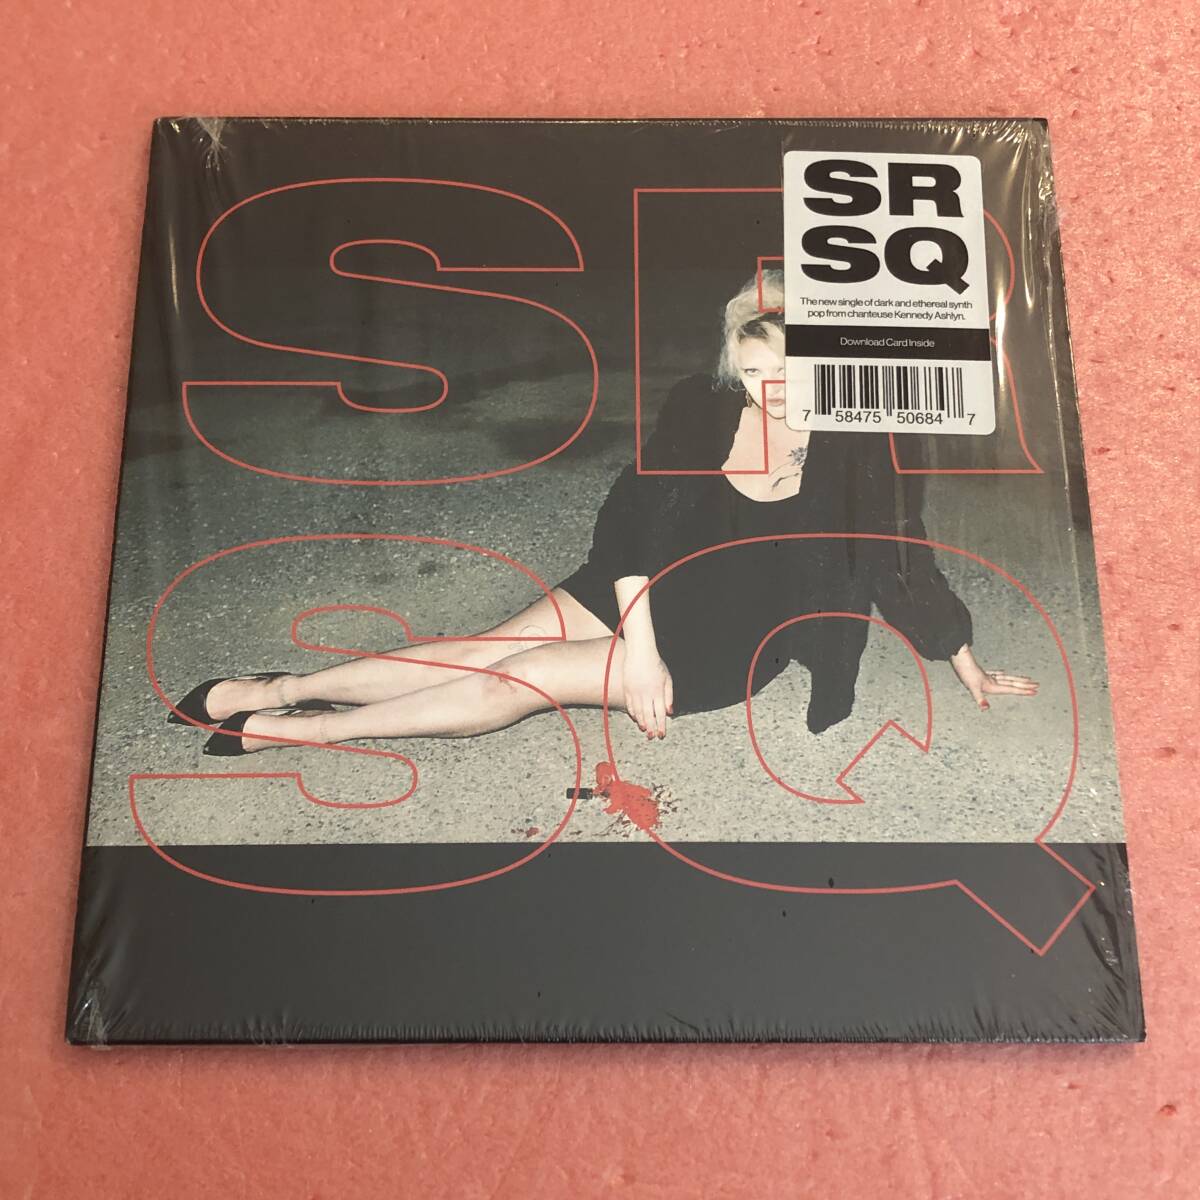 SR
SQ
SR
SQ
The new single of dark and ethereal synth
pop from chanteuse Kennedy Ashlyn.
Download Card Inside
7 58475 50684 7